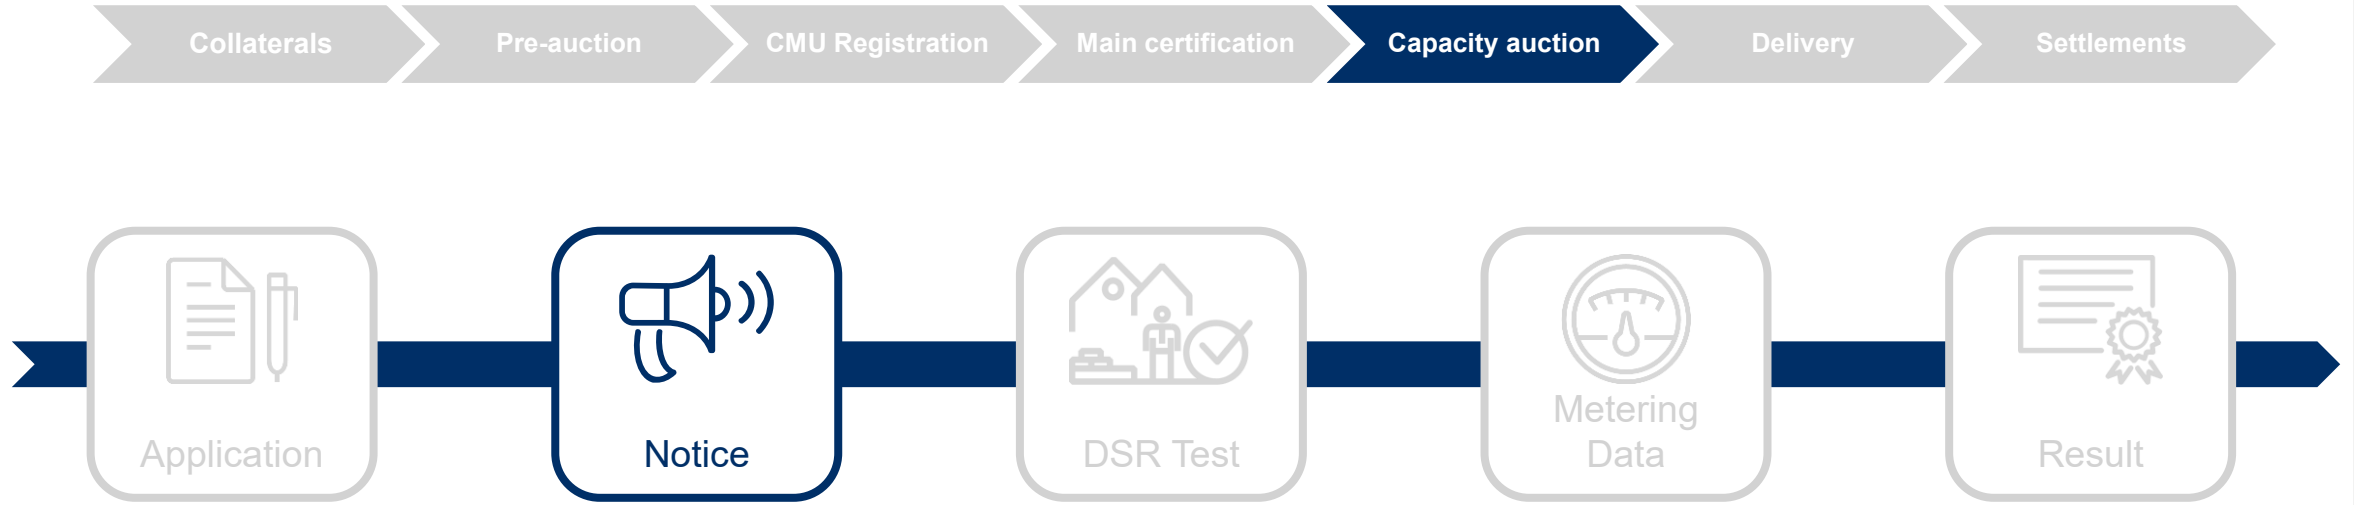 Collaterals
Pre-auction
CMU Registration
Main certification
Capacity auction
Delivery
Settlements
Application
Notice
DSR Test
Metering
Data
Result